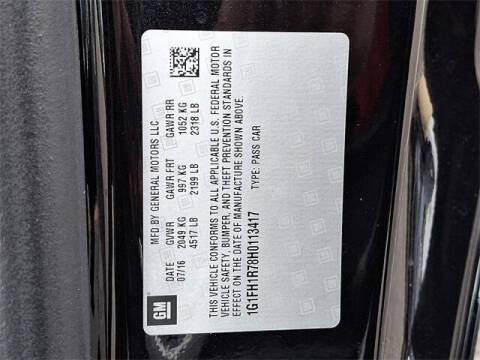 GM
MFD BY GENERAL MOTORS LLC
DATE GVWR GAWR FRT GAWR RR
07/16 2049 KG 997 KG 1052 KG
4517 LB 2199 LB 2318 LB
THIS VEHICLE CONFORMS TO ALL APPLICABLE U.S. FEDERAL MOTOR
VEHICLE SAFETY, BUMPER, AND THEFT PREVENTION STANDARDS IN
EFFECT ON THE DATE OF MANUFACTURE SHOWN ABOVE.
1G1FH1R78H0113417 TYPE: PASS CAR